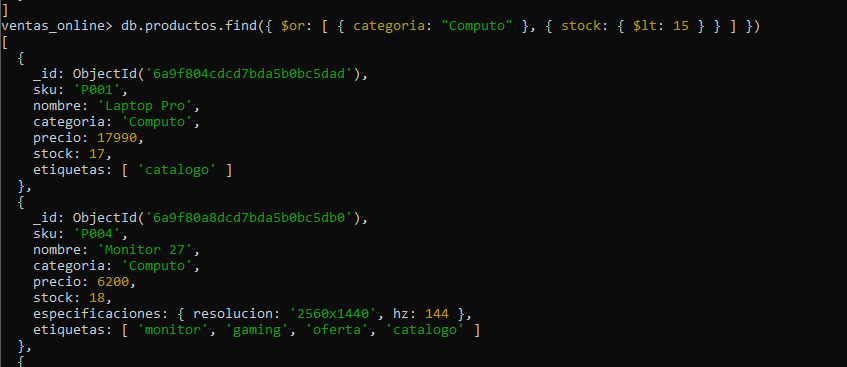 ]
ventas_online> db.productos.find({ $or: [ { categoria: "Computo" }, { stock: { $lt: 15 } } ] })
[
  {
    _id: ObjectId('6a9f804cdcd7bda5b0bc5dad'),
    sku: 'P001',
    nombre: 'Laptop Pro',
    categoria: 'Computo',
    precio: 17990,
    stock: 17,
    etiquetas: [ 'catalogo' ]
  },
  {
    _id: ObjectId('6a9f80a8dcd7bda5b0bc5db0'),
    sku: 'P004',
    nombre: 'Monitor 27',
    categoria: 'Computo',
    precio: 6200,
    stock: 18,
    especificaciones: { resolucion: '2560x1440', hz: 144 },
    etiquetas: [ 'monitor', 'gaming', 'oferta', 'catalogo' ]
  },
  {